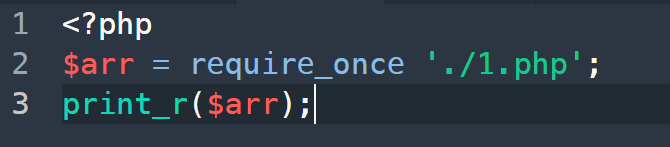 1 <?php
2 $arr = require_once './1.php';
3 print_r($arr);